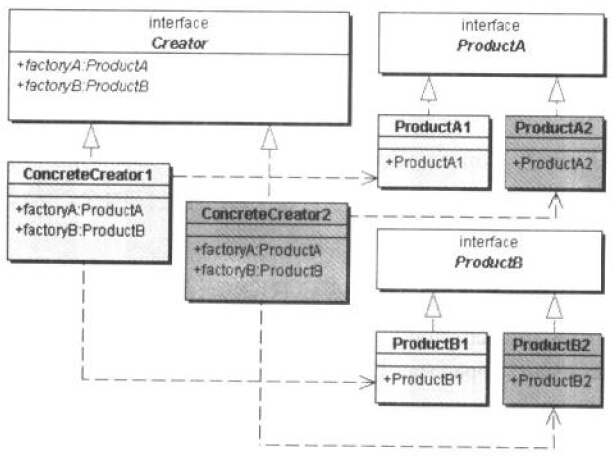 interface
Creator
+factoryA:ProductA
+factoryB:ProductB
interface
ProductA
ProductA1
+ProductA1
ProductA2
+ProductA2
ConcreteCreator1
+factoryA:ProductA
+factoryB:ProductB
ConcreteCreator2
+factoryA:ProductA
+factoryB:ProductB
interface
ProductB
ProductB1
+ProductB1
ProductB2
+ProductB2